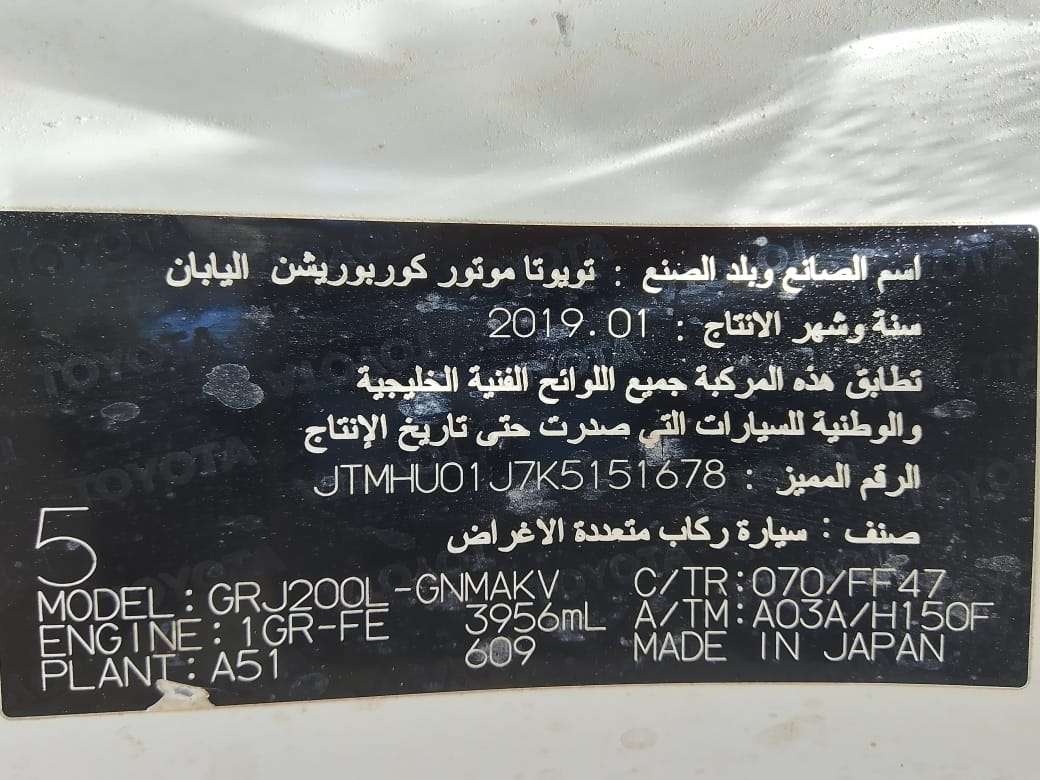 اسم الصانع وبلد الصنع : تويوتا موتور كوربوريشن اليابان
سنة وشهر الانتاج : 2019.01
تطابق هذه المركبة جميع اللوائح الفنية الخليجية
والوطنية للسيارات التي صدرت حتى تاريخ الإنتاج
الرقم المميز : JTMHU01J7K5151678
صنف : سيارة ركاب متعددة الاغراض
5
MODEL: GRJ200L-GNMAKV C/TR: 070/FF47
ENGINE: 1GR-FE 3956mL A/TM: A03A/H150F
PLANT: A51 609 MADE IN JAPAN